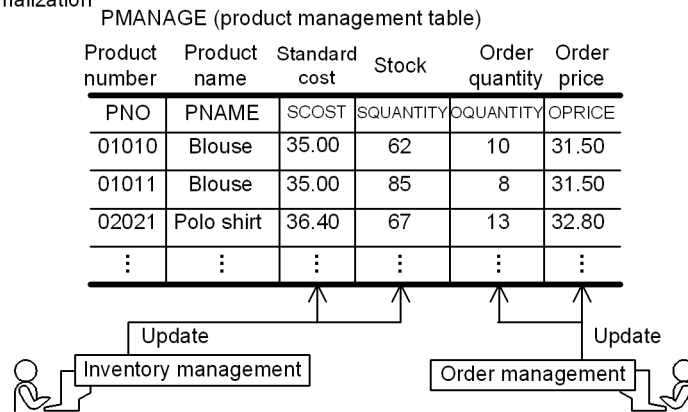 nalization
PMANAGE (product management table)
Product number Product name Standard cost Stock Order quantity Order price
PNO PNAME SCOST SQUANTITY OQUANTITY OPRICE
01010 Blouse 35.00 62 10 31.50
01011 Blouse 35.00 85 8 31.50
02021 Polo shirt 36.40 67 13 32.80
⋮ ⋮ ⋮ ⋮ ⋮ ⋮
Update Update
Inventory management Order management